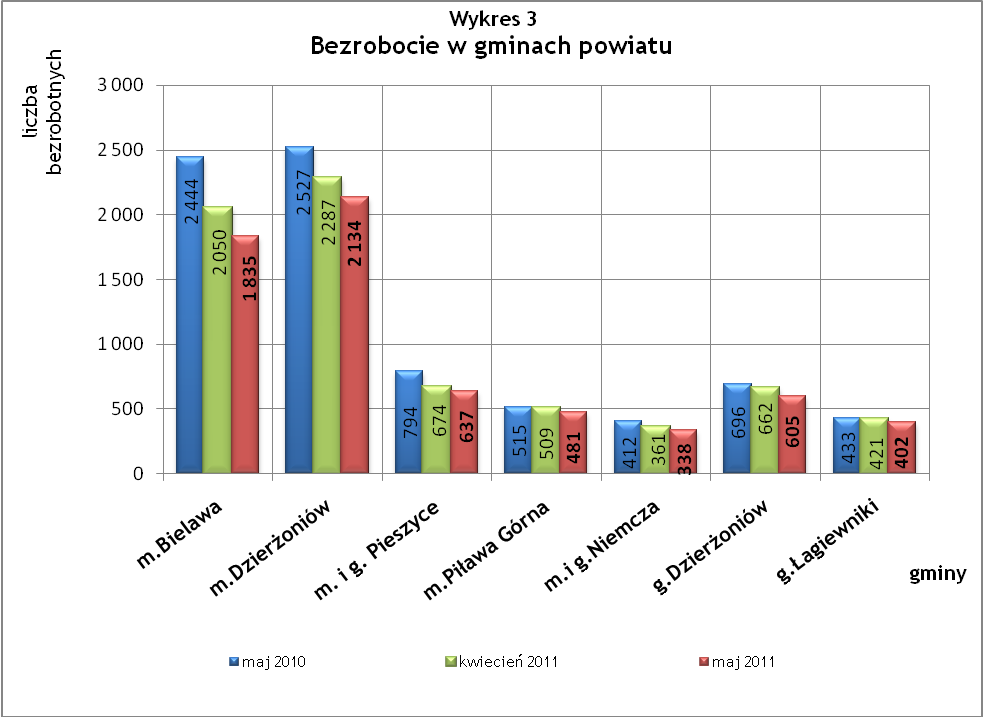 Wykres 3
Bezrobocie w gminach powiatu
liczba
bezrobotnych
3 000
2 500
2 000
1 500
1 000
500
0
2 444
2 050
1 835
2 527
2 287
2 134
794
674
637
515
509
481
412
361
338
696
662
605
433
421
402
m.Bielawa
m.Dzierżoniów
m. i g. Pieszyce
m.Piława Górna
m.i g.Niemcza
g.Dzierżoniów
g.Łagiewniki
gminy
maj 2010
kwiecień 2011
maj 2011